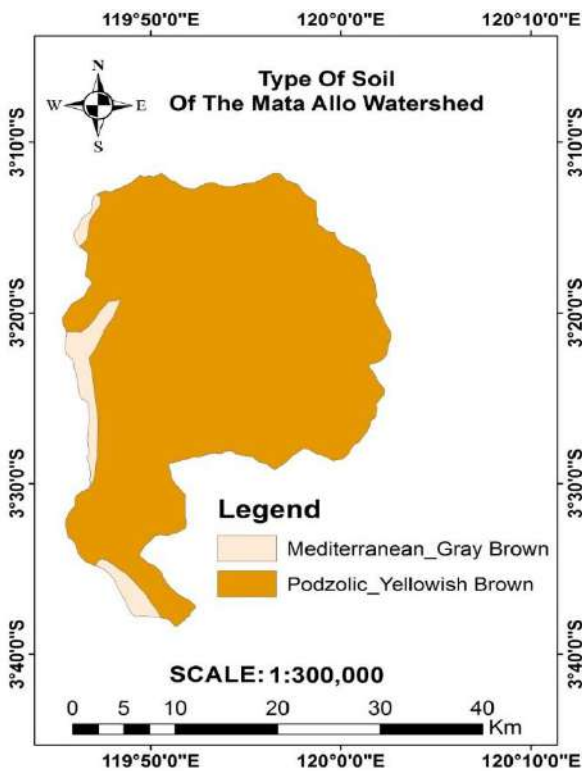 119°50'0"E 120°0'0"E 120°10'0"E
N
W E
S
Type Of Soil
Of The Mata Allo Watershed
3°10'0"S 3°10'0"S
3°20'0"S 3°20'0"S
3°30'0"S 3°30'0"S
Legend
Mediterranean_Gray Brown
Podzolic_Yellowish Brown
3°40'0"S 3°40'0"S
SCALE: 1:300,000
0 5 10 20 30 40
Km
119°50'0"E 120°0'0"E 120°10'0"E